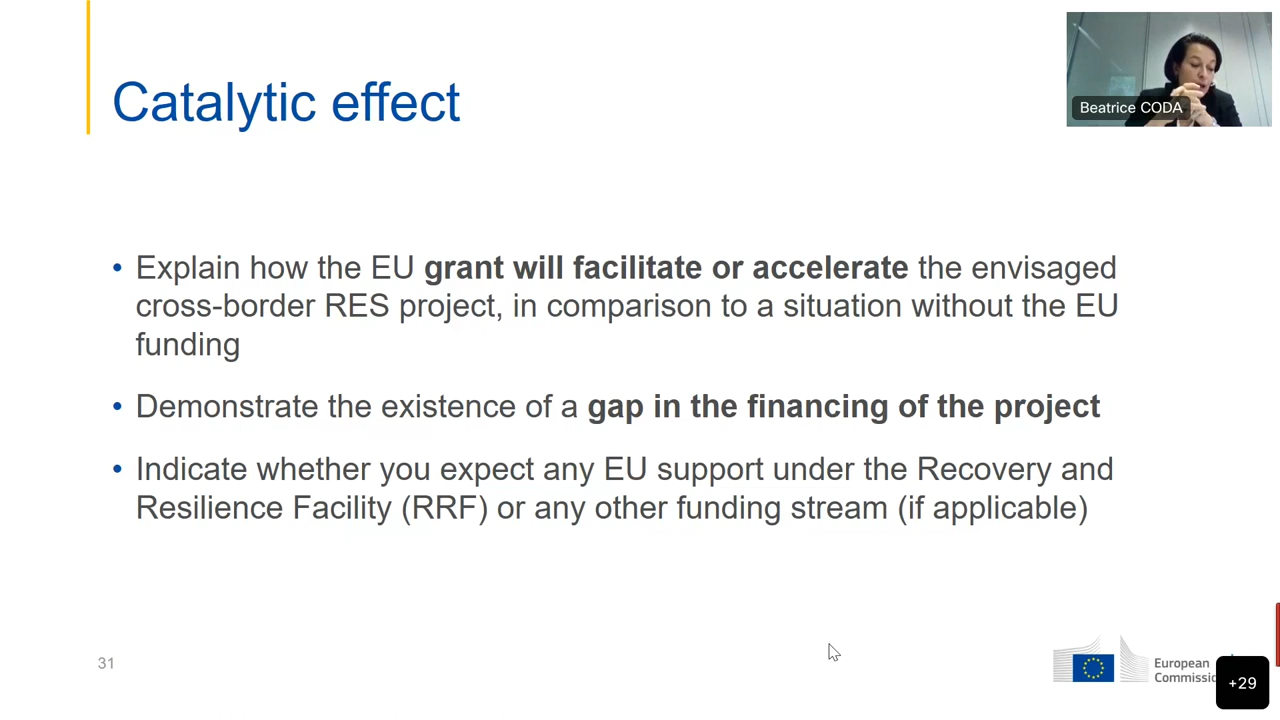 Catalytic effect
Beatrice CODA
• Explain how the EU grant will facilitate or accelerate the envisaged
cross-border RES project, in comparison to a situation without the EU
funding
• Demonstrate the existence of a gap in the financing of the project
• Indicate whether you expect any EU support under the Recovery and
Resilience Facility (RRF) or any other funding stream (if applicable)
31
European
+29